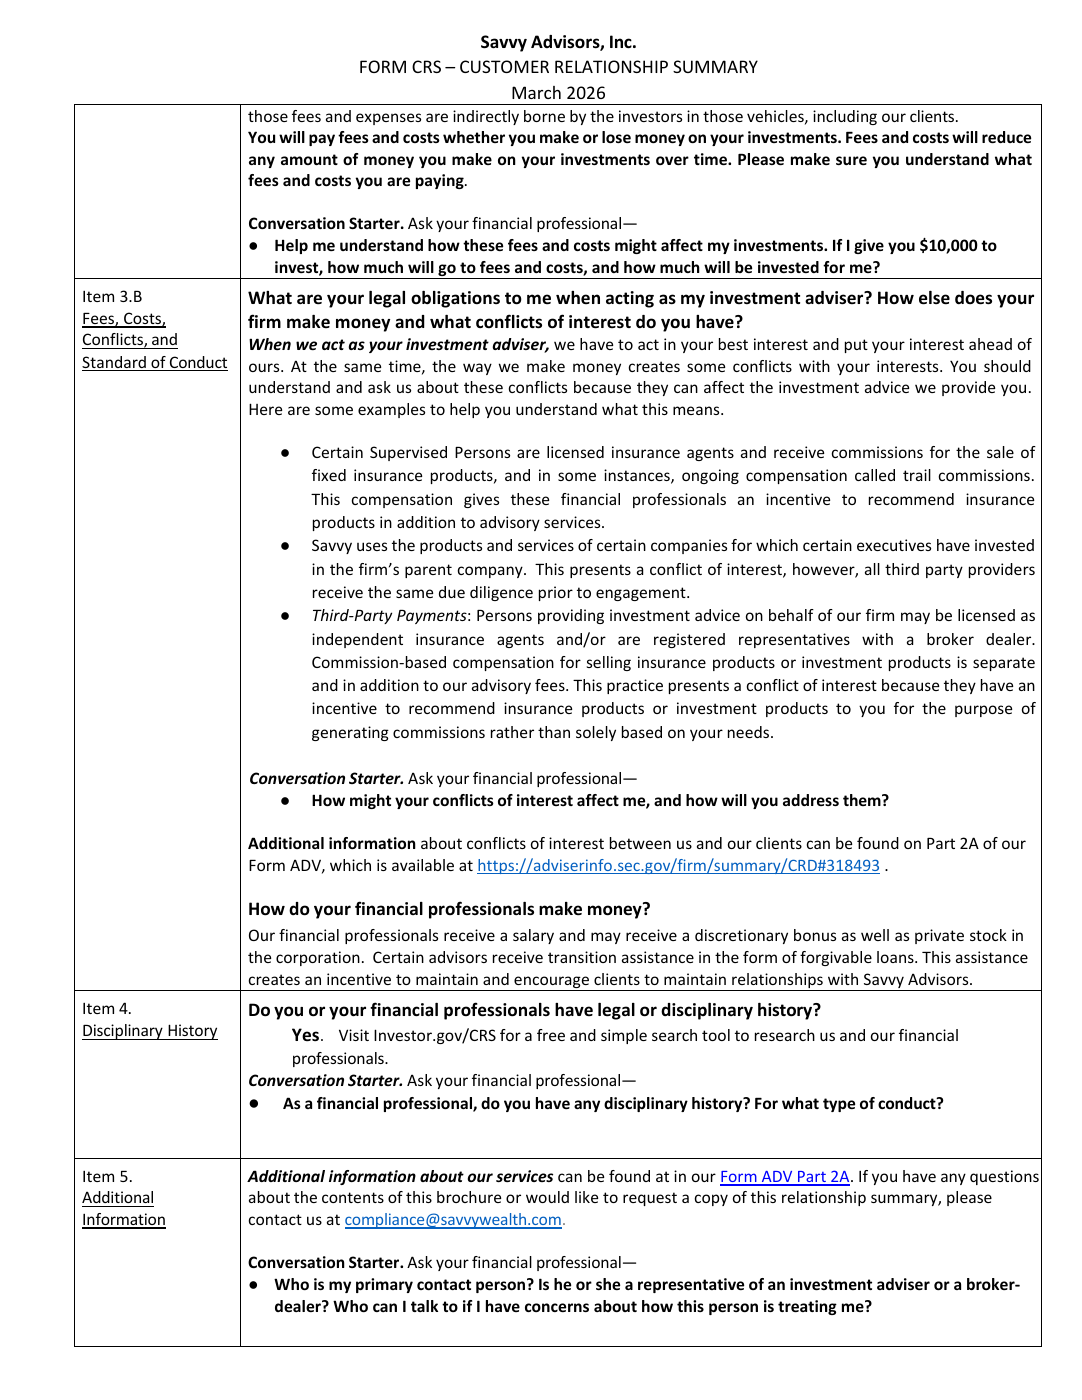 Savvy Advisors, Inc.
FORM CRS – CUSTOMER RELATIONSHIP SUMMARY
March 2026
those fees and expenses are indirectly borne by the investors in those vehicles, including our clients.
You will pay fees and costs whether you make or lose money on your investments. Fees and costs will reduce
any amount of money you make on your investments over time. Please make sure you understand what
fees and costs you are paying.
Conversation Starter. Ask your financial professional—
● Help me understand how these fees and costs might affect my investments. If I give you $10,000 to
invest, how much will go to fees and costs, and how much will be invested for me?
Item 3.B
Fees, Costs,
Conflicts, and
Standard of Conduct
What are your legal obligations to me when acting as my investment adviser? How else does your
firm make money and what conflicts of interest do you have?
When we act as your investment adviser, we have to act in your best interest and put your interest ahead of
ours. At the same time, the way we make money creates some conflicts with your interests. You should
understand and ask us about these conflicts because they can affect the investment advice we provide you.
Here are some examples to help you understand what this means.
● Certain Supervised Persons are licensed insurance agents and receive commissions for the sale of
fixed insurance products, and in some instances, ongoing compensation called trail commissions.
This compensation gives these financial professionals an incentive to recommend insurance
products in addition to advisory services.
● Savvy uses the products and services of certain companies for which certain executives have invested
in the firm’s parent company. This presents a conflict of interest, however, all third party providers
receive the same due diligence prior to engagement.
● Third-Party Payments: Persons providing investment advice on behalf of our firm may be licensed as
independent insurance agents and/or are registered representatives with a broker dealer.
Commission-based compensation for selling insurance products or investment products is separate
and in addition to our advisory fees. This practice presents a conflict of interest because they have an
incentive to recommend insurance products or investment products to you for the purpose of
generating commissions rather than solely based on your needs.
Conversation Starter. Ask your financial professional—
● How might your conflicts of interest affect me, and how will you address them?
Additional information about conflicts of interest between us and our clients can be found on Part 2A of our
Form ADV, which is available at https://adviserinfo.sec.gov/firm/summary/CRD#318493 .
How do your financial professionals make money?
Our financial professionals receive a salary and may receive a discretionary bonus as well as private stock in
the corporation. Certain advisors receive transition assistance in the form of forgivable loans. This assistance
creates an incentive to maintain and encourage clients to maintain relationships with Savvy Advisors.
Item 4.
Disciplinary History
Do you or your financial professionals have legal or disciplinary history?
Yes. Visit Investor.gov/CRS for a free and simple search tool to research us and our financial
professionals.
Conversation Starter. Ask your financial professional—
● As a financial professional, do you have any disciplinary history? For what type of conduct?
Item 5.
Additional
Information
Additional information about our services can be found at in our Form ADV Part 2A. If you have any questions
about the contents of this brochure or would like to request a copy of this relationship summary, please
contact us at compliance@savvywealth.com.
Conversation Starter. Ask your financial professional—
● Who is my primary contact person? Is he or she a representative of an investment adviser or a broker-
dealer? Who can I talk to if I have concerns about how this person is treating me?